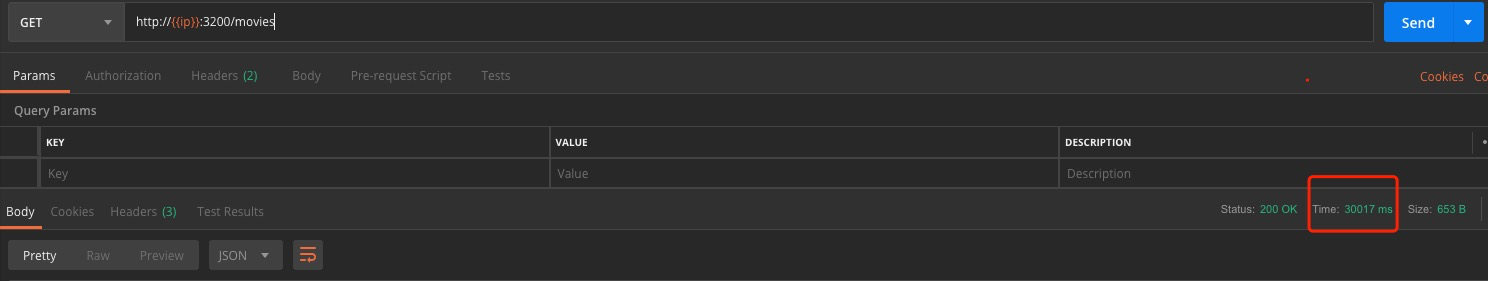 GET http://{{ip}}:3200/movies Send
Params Authorization Headers (2) Body Pre-request Script Tests Cookies Co
Query Params
KEY VALUE DESCRIPTION
Key Value Description
Body Cookies Headers (3) Test Results Status: 200 OK Time: 30017 ms Size: 653 B
Pretty Raw Preview JSON